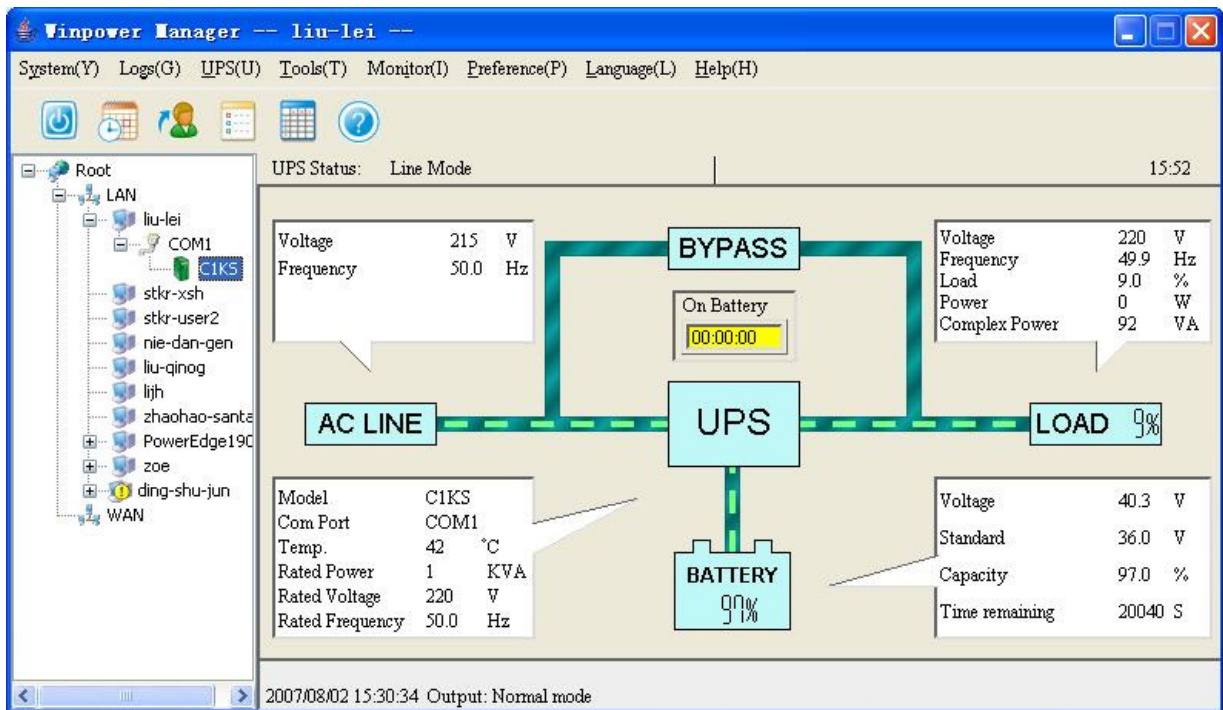 Winpower Manager -- liu-lei --
System(Y) Logs(G) UPS(U) Tools(T) Monitor(I) Preference(P) Language(L) Help(H)
Root
LAN
liu-lei
COM1
C1KS
stkr-xsh
stkr-user2
nie-dan-gen
liu-qinog
lijh
zhaohao-santa
PowerEdge190
zoe
ding-shu-jun
WAN
UPS Status: Line Mode 15:52
Voltage 215 V
Frequency 50.0 Hz
BYPASS
On Battery
00:00:00
Voltage 220 V
Frequency 49.9 Hz
Load 9.0 %
Power 0 W
Complex Power 92 VA
AC LINE
UPS
LOAD 9%
Model C1KS
Com Port COM1
Temp. 42 °C
Rated Power 1 KVA
Rated Voltage 220 V
Rated Frequency 50.0 Hz
BATTERY
97%
Voltage 40.3 V
Standard 36.0 V
Capacity 97.0 %
Time remaining 20040 S
2007/08/02 15:30:34 Output: Normal mode